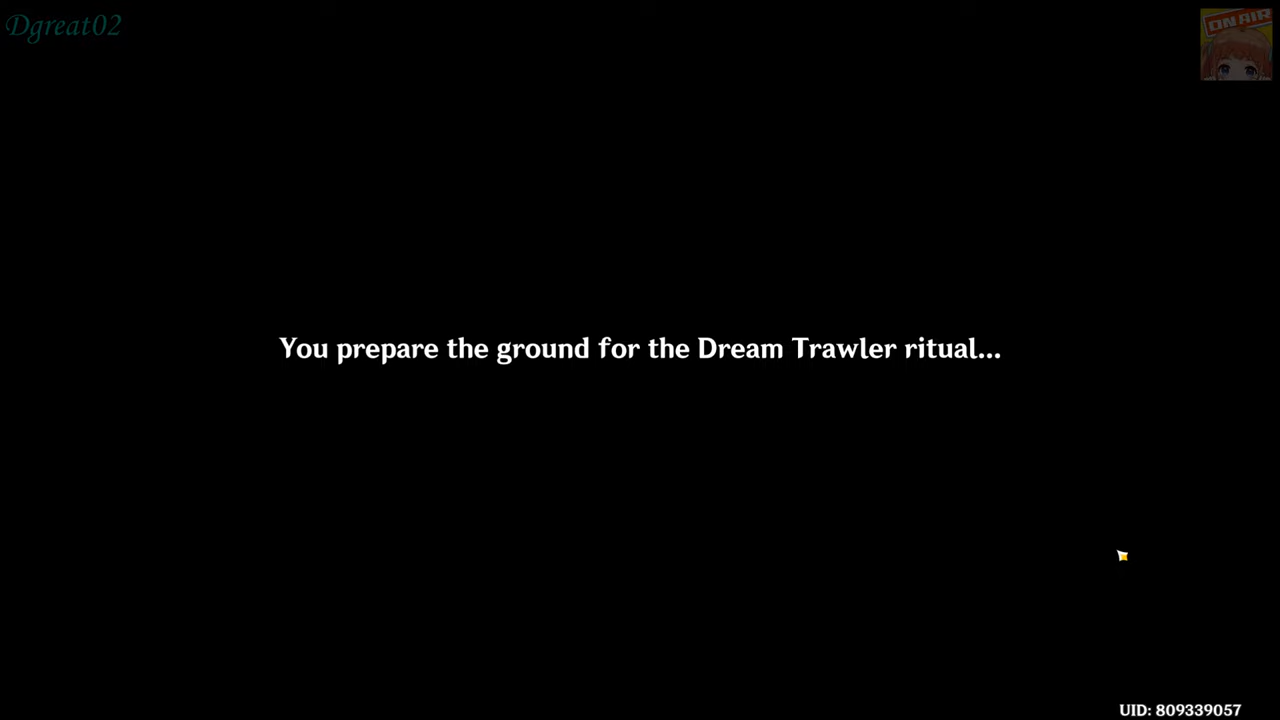 Dgreat02
ON AIR
You prepare the ground for the Dream Trawler ritual...
UID: 809339057